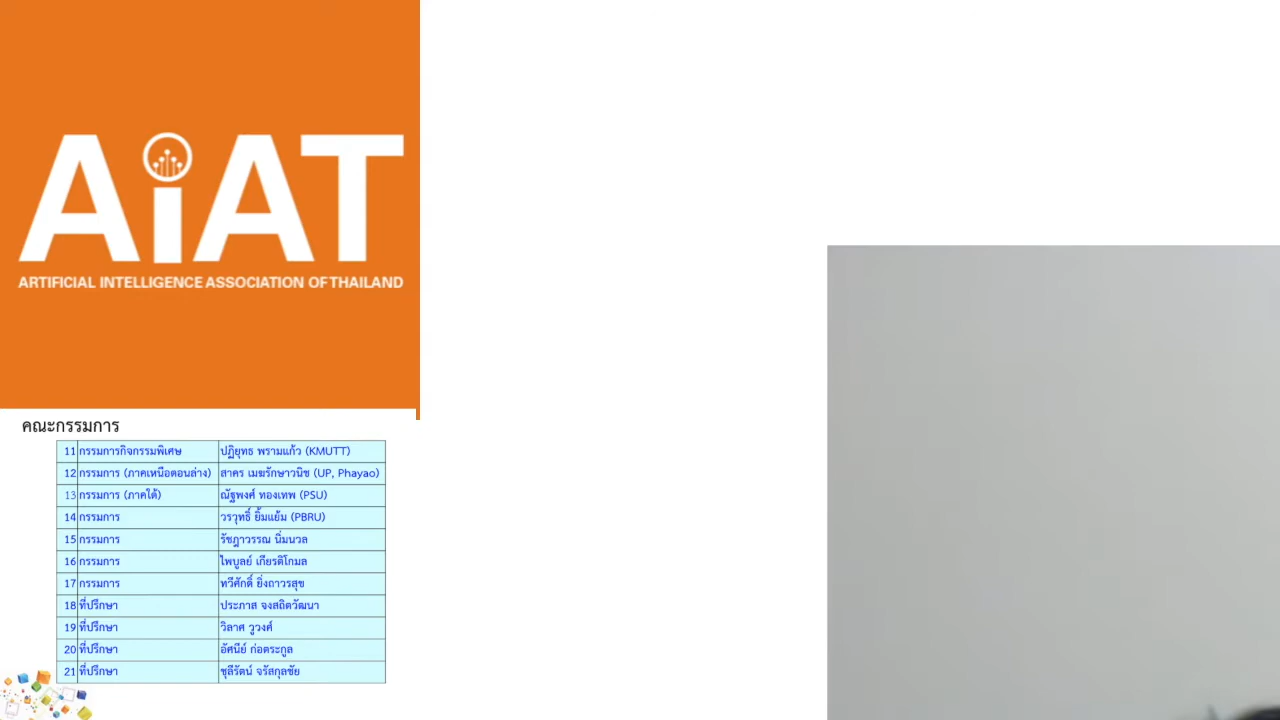 AiAT
ARTIFICIAL INTELLIGENCE ASSOCIATION OF THAILAND
คณะกรรมการ
11 กรรมการกิจกรรมพิเศษ ปฏิยุทธ พรามแก้ว (KMUTT)
12 กรรมการ (ภาคเหนือตอนล่าง) สาคร เมฆรักษาวนิช (UP, Phayao)
13 กรรมการ (ภาคใต้) ณัฐพงศ์ ทองเทพ (PSU)
14 กรรมการ วรวุทธิ์ ยิ้มแย้ม (PBRU)
15 กรรมการ รัชฎาวรรณ นิ่มนวล
16 กรรมการ ไพบูลย์ เกียรติโกมล
17 กรรมการ ทวีศักดิ์ ยิ่งถาวรสุข
18 ที่ปรึกษา ประภาส จงสถิตวัฒนา
19 ที่ปรึกษา วิลาศ วูวงศ์
20 ที่ปรึกษา อัศนีย์ ก่อตระกูล
21 ที่ปรึกษา ชุลีรัตน์ จรัสกุลชัย